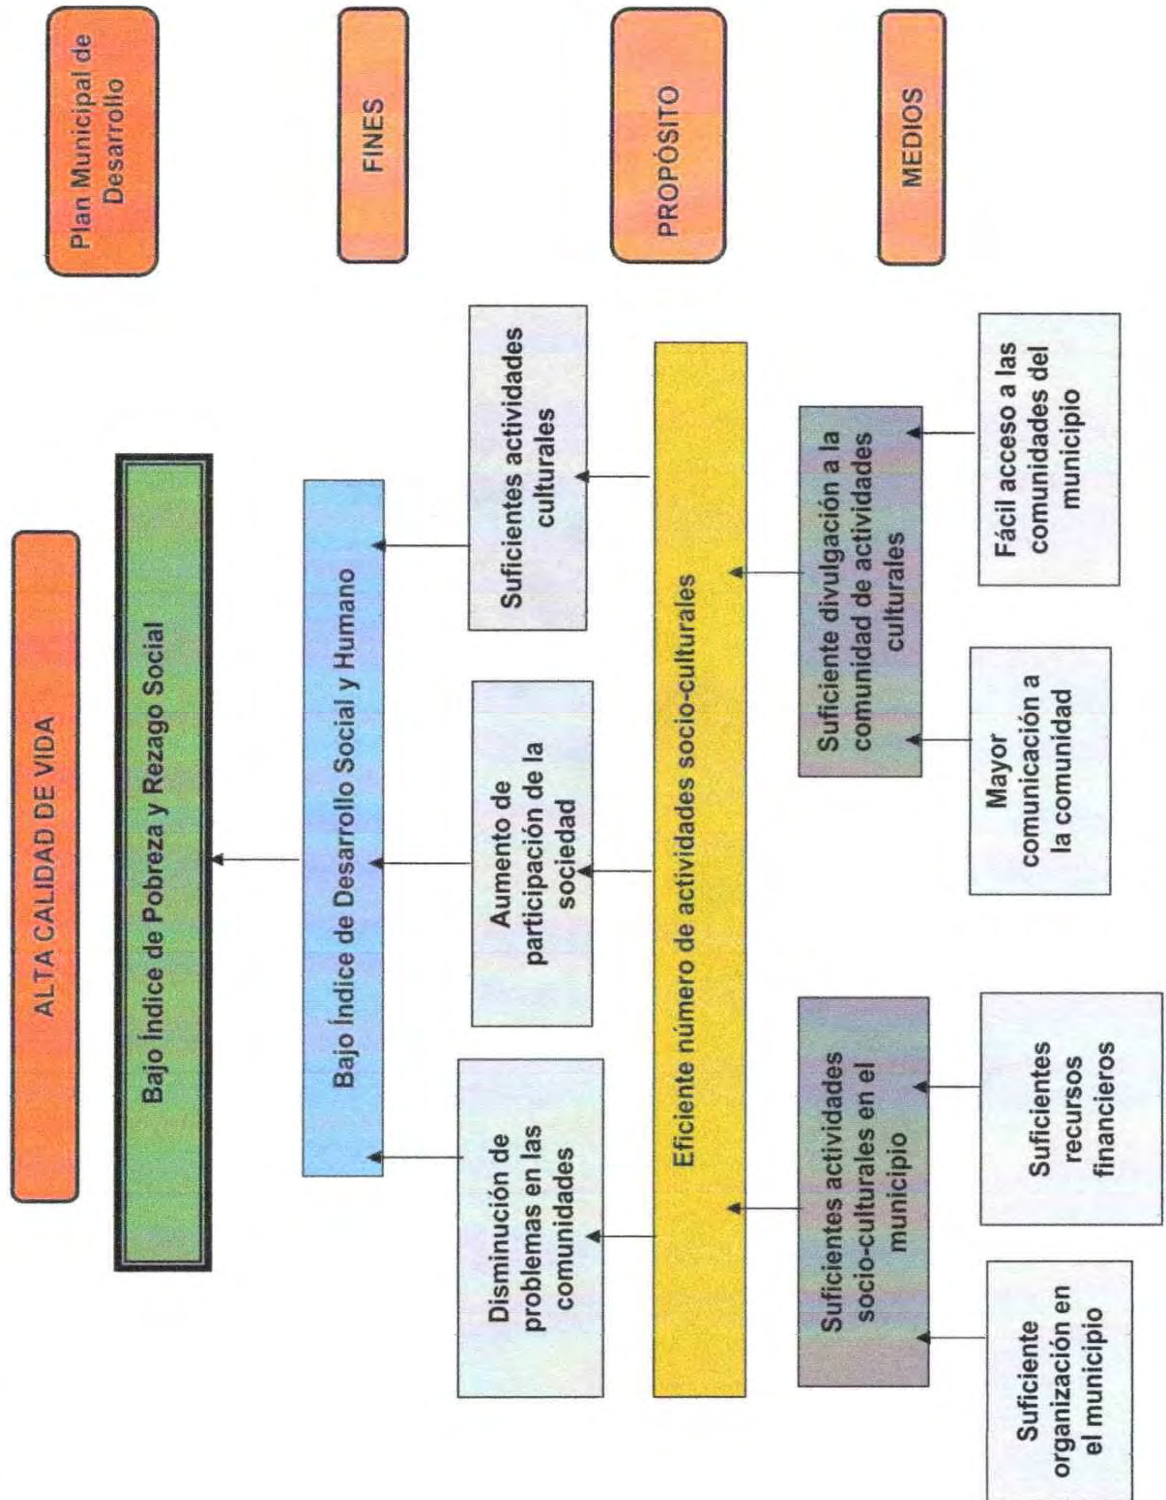 ALTA CALIDAD DE VIDA
Plan Municipal de
Desarrollo
Bajo Índice de Pobreza y Rezago Social
FINES
Bajo Índice de Desarrollo Social y Humano
Disminución de
problemas en las
comunidades
Aumento de
participación de la
sociedad
Suficientes actividades
culturales
PROPÓSITO
Eficiente número de actividades socio-culturales
MEDIOS
Suficientes actividades
socio-culturales en el
municipio
Suficiente divulgación a la
comunidad de actividades
culturales
Suficiente
organización en
el municipio
Suficientes
recursos
financieros
Mayor
comunicación a
la comunidad
Fácil acceso a las
comunidades del
municipio